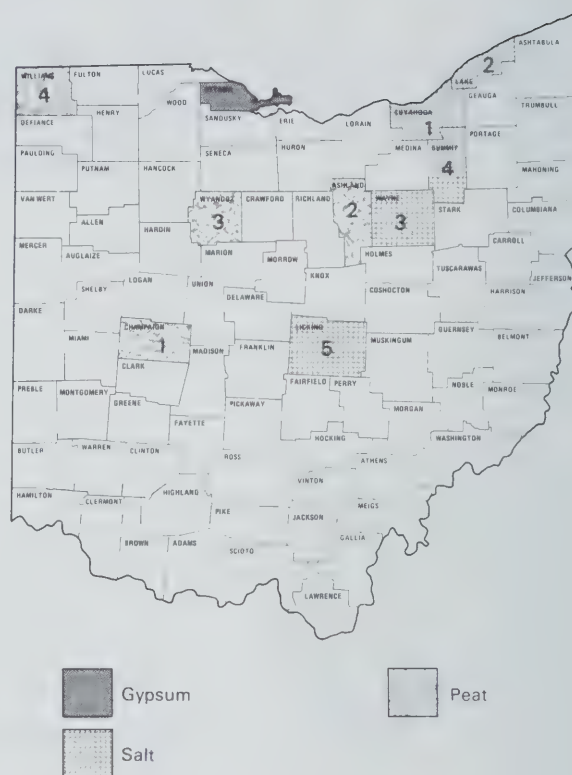 ASHTABULA
2
LAKE
GEAUGA
WILLIAMS
FULTON
LUCAS
4
OTTAWA
WOOD
CUYAHOGA
TRUMBULL
HENRY
SANDUSKY
ERIE
LORAIN
1
DEFIANCE
MEDINA
SUMMIT
PORTAGE
PAULDING
SENECA
HURON
4
PUTNAM
HANCOCK
MAHONING
ASHLAND
VAN WERT
WYANDOT
CRAWFORD
RICHLAND
WAYNE
2
3
STARK
COLUMBIANA
ALLEN
3
HARDIN
MERCER
MARION
HOLMES
CARROLL
AUGLAIZE
MORROW
TUSCARAWAS
KNOX
LOGAN
UNION
COSHOCTON
JEFFERSON
SHELBY
DELAWARE
HARRISON
DARKE
CHAMPAIGN
LICKING
GUERNSEY
MIAMI
MUSKINGUM
BELMONT
1
MADISON
FRANKLIN
5
CLARK
FAIRFIELD
PERRY
NOBLE
PREBLE
MONTGOMERY
MONROE
GREENE
PICKAWAY
MORGAN
FAYETTE
HOCKING
WASHINGTON
BUTLER
WARREN
CLINTON
ROSS
ATHENS
VINTON
HAMILTON
CLERMONT
HIGHLAND
PIKE
JACKSON
MEIGS
GALLIA
BROWN
ADAMS
SCIOTO
LAWRENCE
Gypsum
Peat
Salt